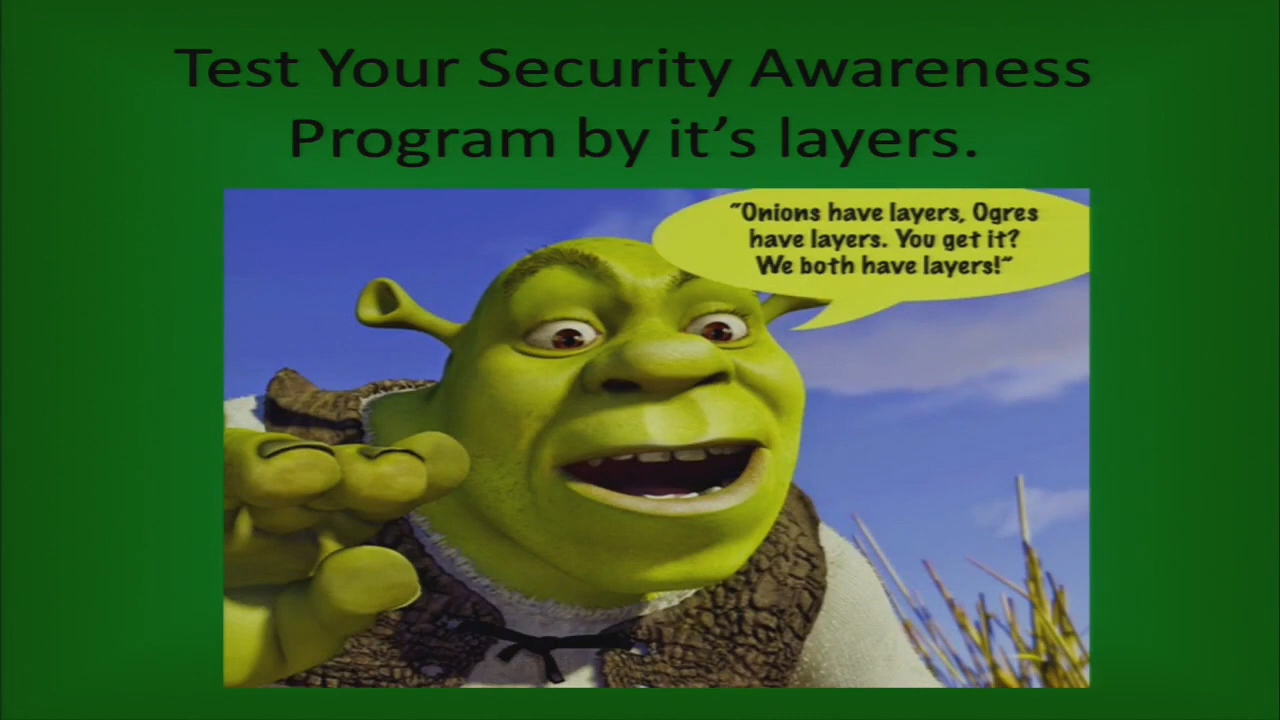 Test Your Security Awareness
Program by it’s layers.
"Onions have layers, Ogres
have layers. You get it?
We both have layers!"